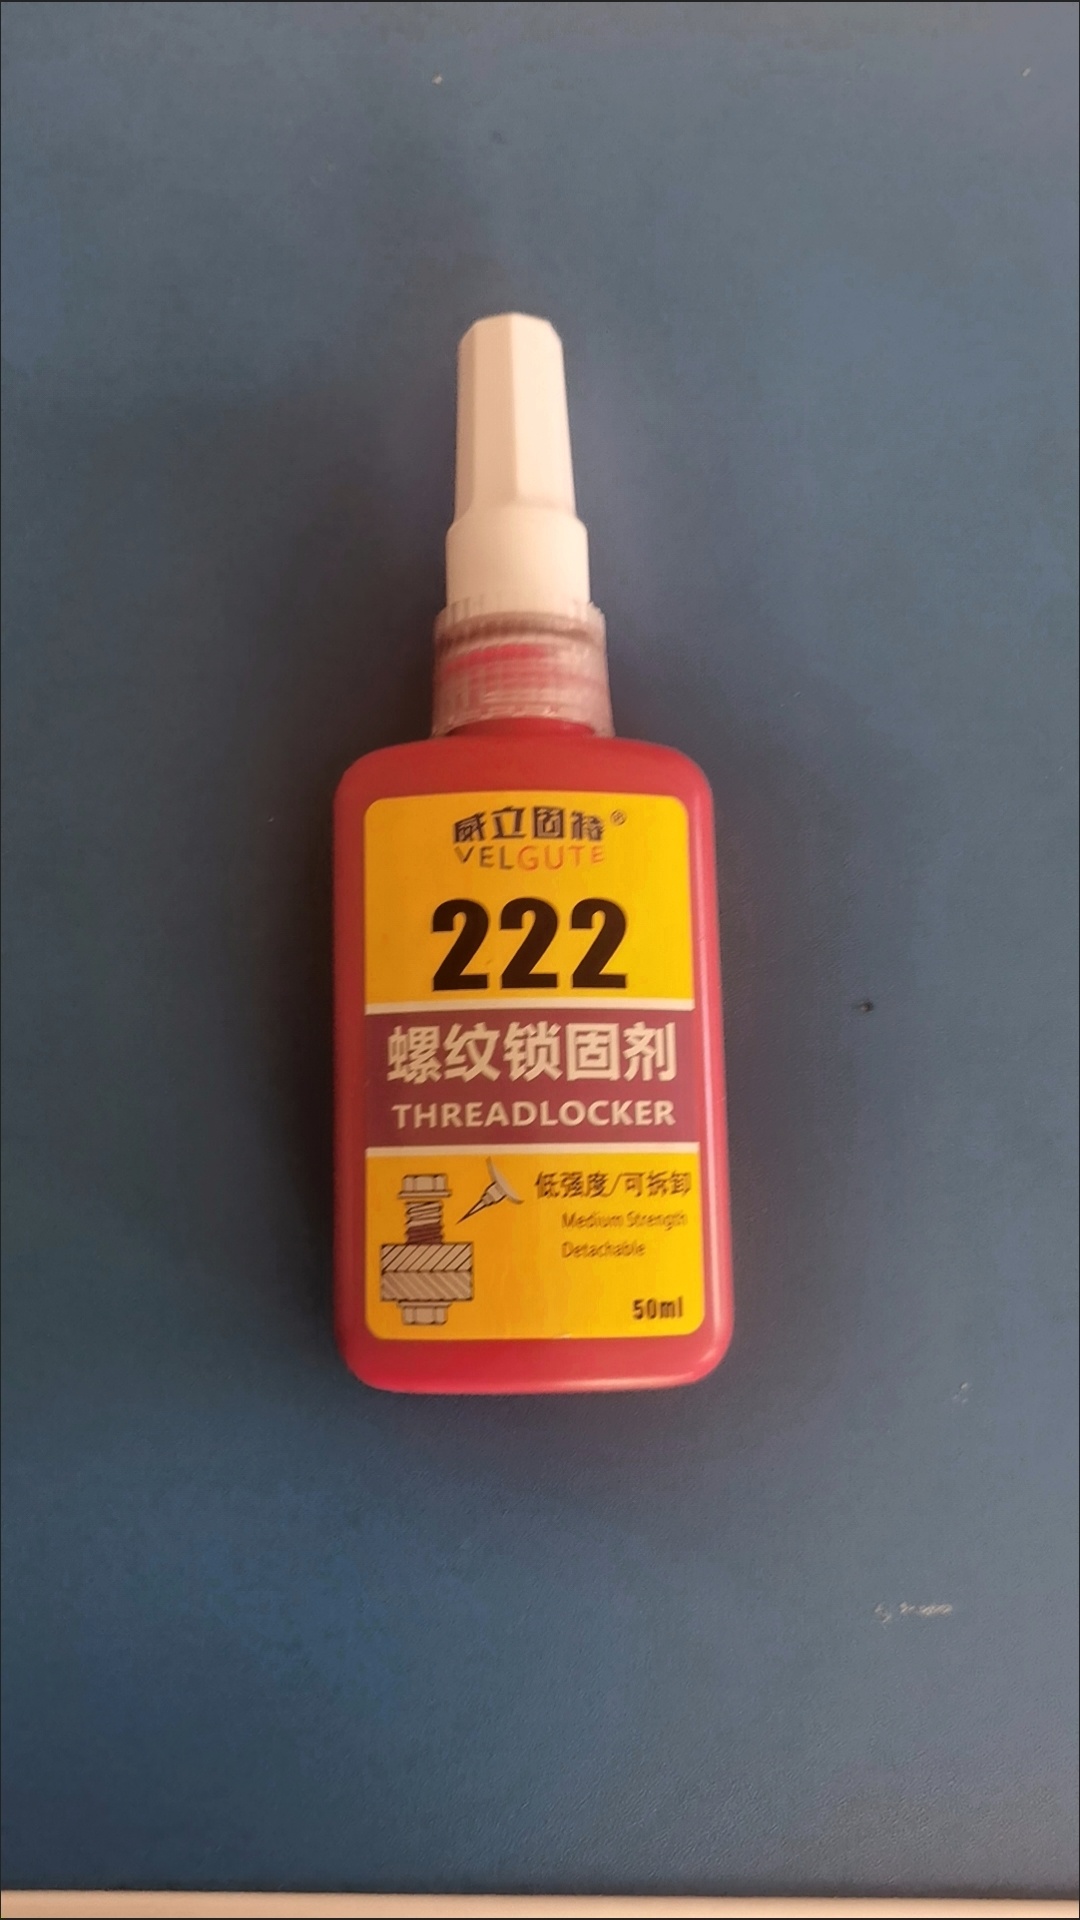 威立固特®
VELGUTE
222
螺纹锁固剂
THREADLOCKER
低强度/可拆卸
Medium Strength
Detachable
50ml